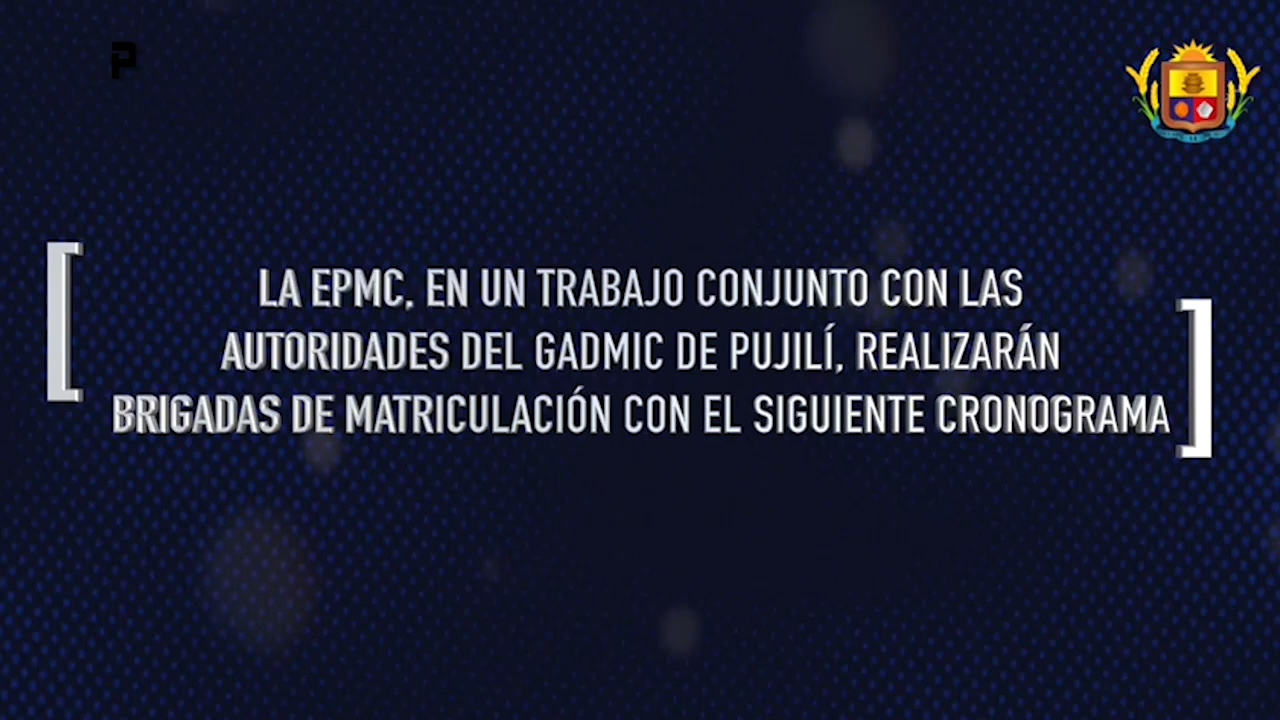 P
LA EPMC, EN UN TRABAJO CONJUNTO CON LAS
AUTORIDADES DEL GADMIC DE PUJILÍ, REALIZARÁN
BRIGADAS DE MATRICULACIÓN CON EL SIGUIENTE CRONOGRAMA